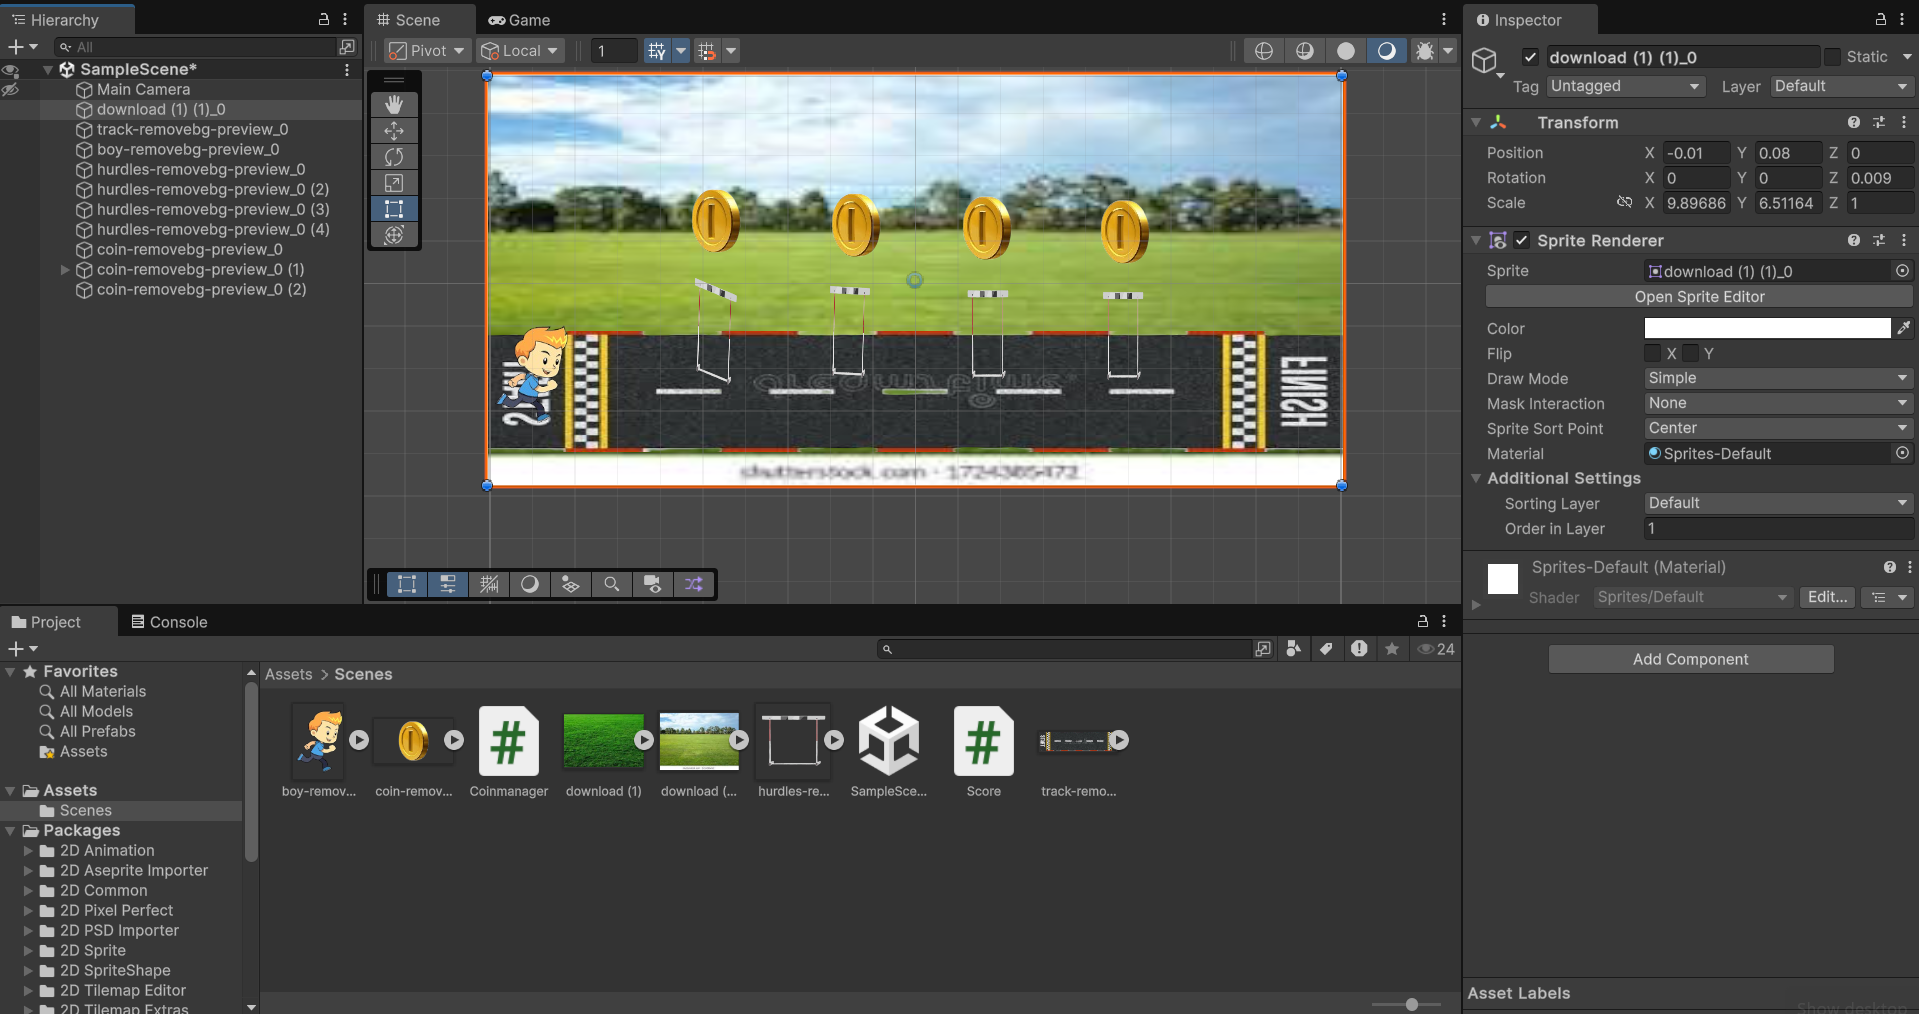 Hierarchy
Scene
Game
Inspector
All
Pivot
Local
1
download (1) (1)_0
Static
Tag
Untagged
Layer
Default
SampleScene*
Main Camera
download (1) (1)_0
track-removebg-preview_0
boy-removebg-preview_0
hurdles-removebg-preview_0
hurdles-removebg-preview_0 (2)
hurdles-removebg-preview_0 (3)
hurdles-removebg-preview_0 (4)
coin-removebg-preview_0
coin-removebg-preview_0 (1)
coin-removebg-preview_0 (2)
FINISH
shutterstock.com · 1724365472
Transform
Position X -0.01 Y 0.08 Z 0
Rotation X 0 Y 0 Z 0.009
Scale X 9.89686 Y 6.51164 Z 1
Sprite Renderer
Sprite download (1) (1)_0
Open Sprite Editor
Color
Flip X Y
Draw Mode Simple
Mask Interaction None
Sprite Sort Point Center
Material Sprites-Default
Additional Settings
Sorting Layer Default
Order in Layer 1
Sprites-Default (Material)
Shader Sprites/Default Edit...
Add Component
Asset Labels
Show desktop
Project
Console
24
Favorites
All Materials
All Models
All Prefabs
Assets
Assets
Scenes
Packages
2D Animation
2D Aseprite Importer
2D Common
2D Pixel Perfect
2D PSD Importer
2D Sprite
2D SpriteShape
2D Tilemap Editor
2D Tilemap Extras
Assets > Scenes
boy-remov...
coin-remov...
Coinmanager
download (1)
download (...
hurdles-re...
SampleSce...
Score
track-remo...